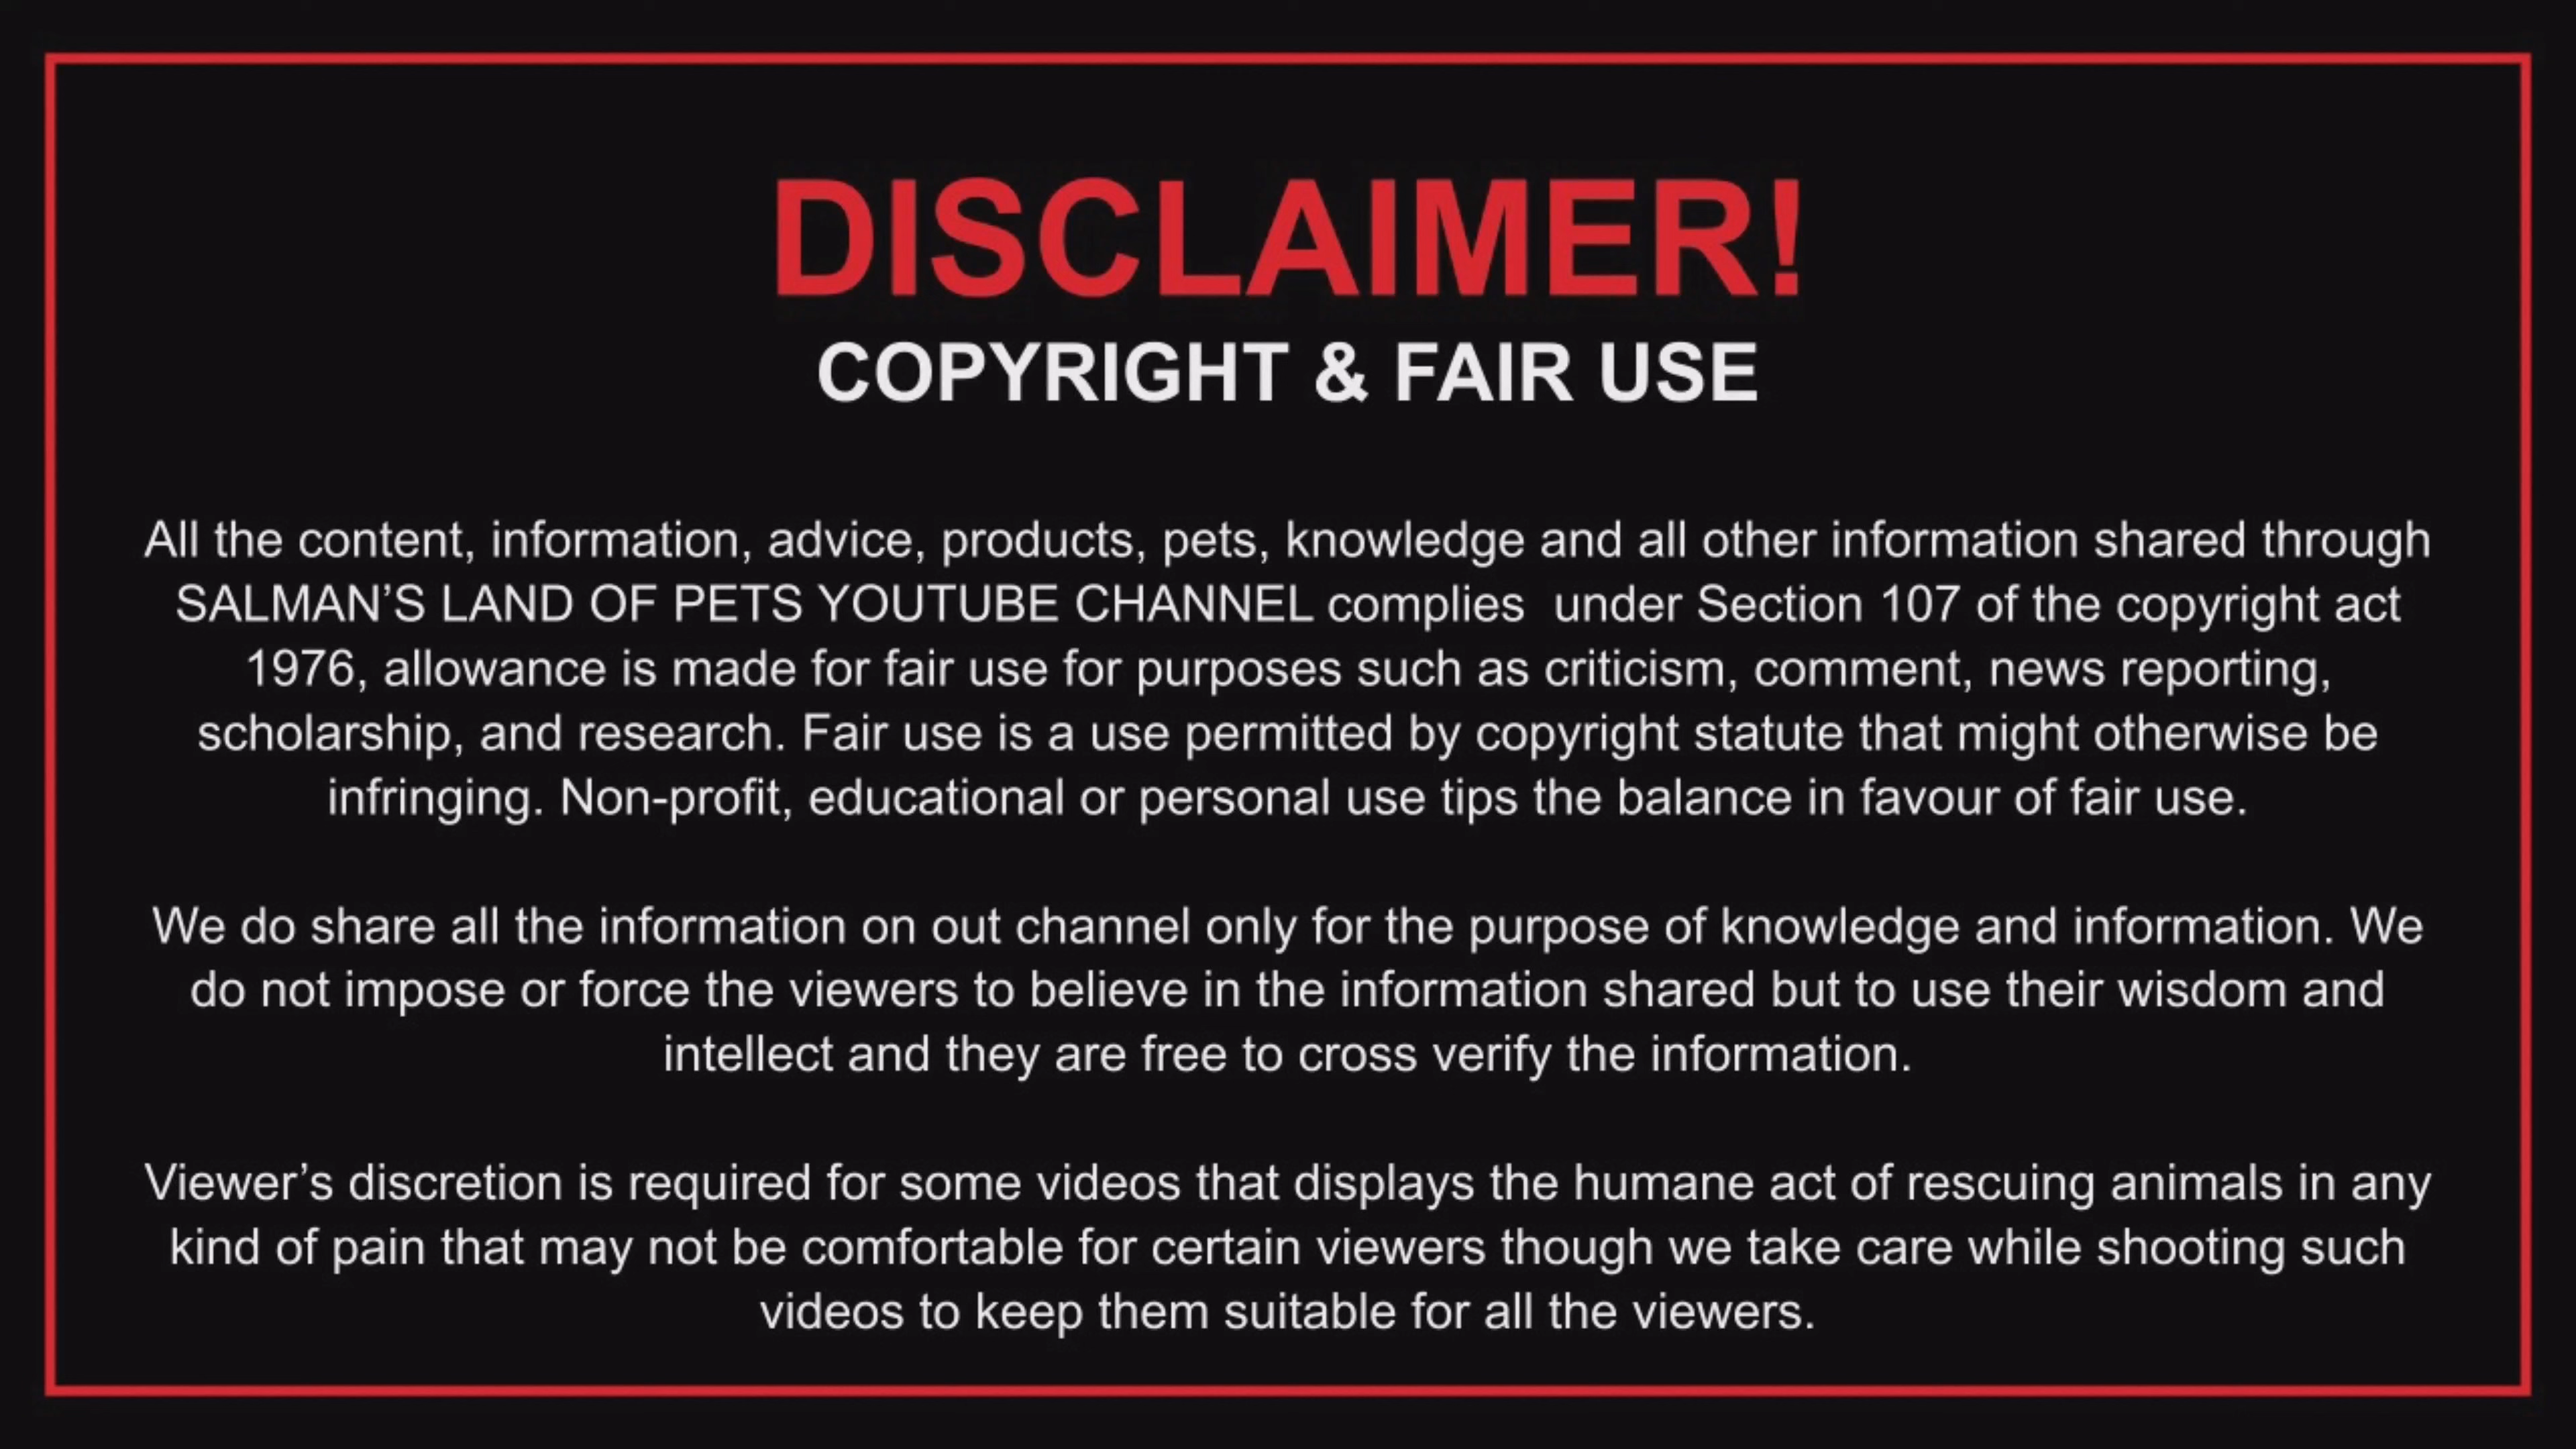 DISCLAIMER!
COPYRIGHT & FAIR USE
All the content, information, advice, products, pets, knowledge and all other information shared through
SALMAN’S LAND OF PETS YOUTUBE CHANNEL complies  under Section 107 of the copyright act
1976, allowance is made for fair use for purposes such as criticism, comment, news reporting,
scholarship, and research. Fair use is a use permitted by copyright statute that might otherwise be
infringing. Non-profit, educational or personal use tips the balance in favour of fair use.
We do share all the information on out channel only for the purpose of knowledge and information. We
do not impose or force the viewers to believe in the information shared but to use their wisdom and
intellect and they are free to cross verify the information.
Viewer’s discretion is required for some videos that displays the humane act of rescuing animals in any
kind of pain that may not be comfortable for certain viewers though we take care while shooting such
videos to keep them suitable for all the viewers.